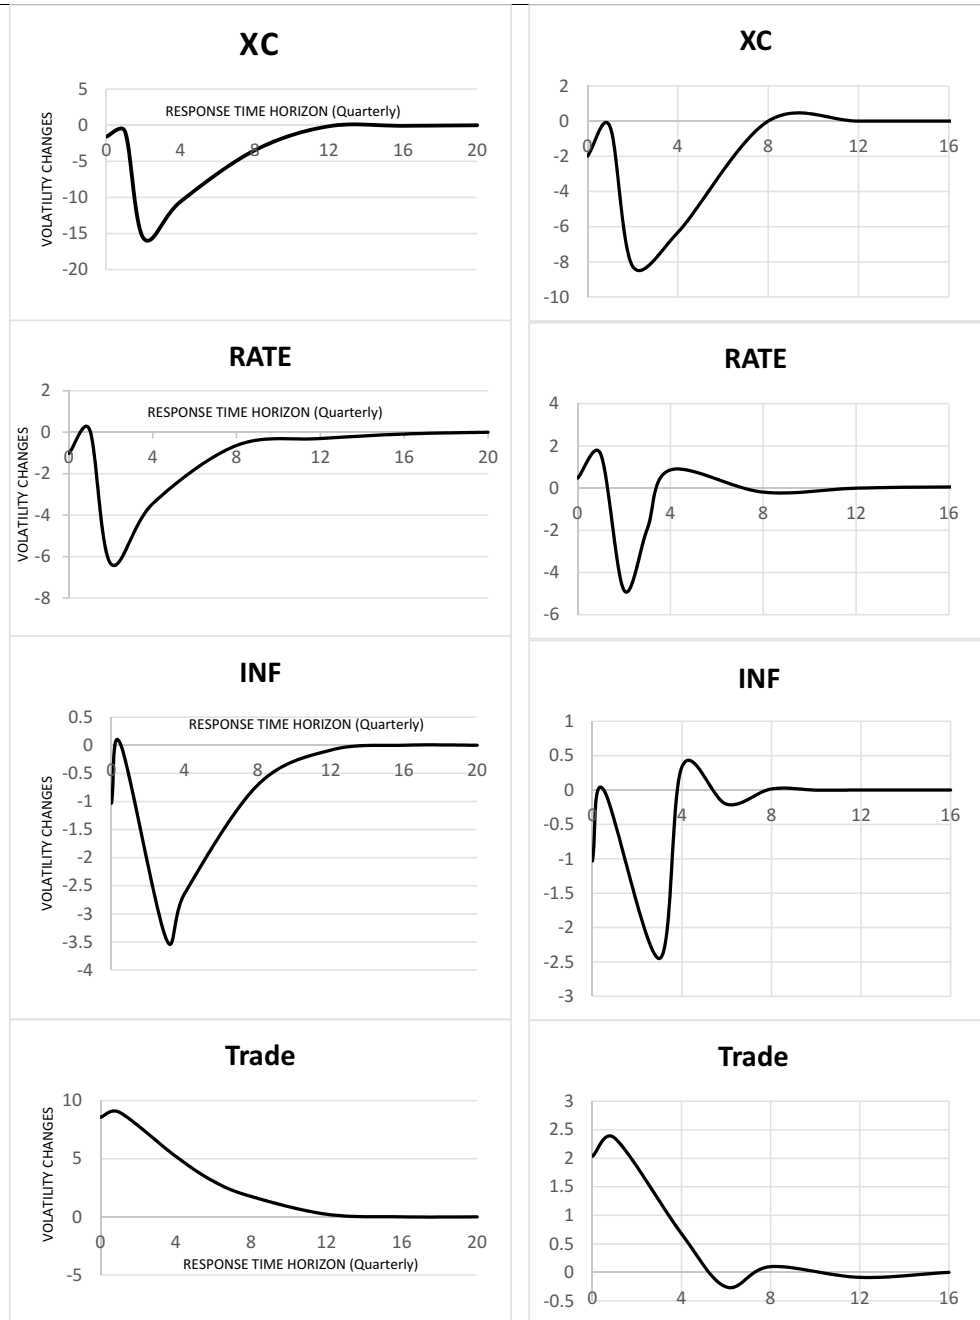 XC
5
RESPONSE TIME HORIZON (Quarterly)
0
0 4 8 12 16 20
-5
-10
-15
-20
VOLATILITY CHANGES
XC
2
0
0 4 8 12 16
-2
-4
-6
-8
-10
RATE
2
RESPONSE TIME HORIZON (Quarterly)
0
0 4 8 12 16 20
-2
-4
-6
-8
VOLATILITY CHANGES
RATE
4
2
0
0 4 8 12 16
-2
-4
-6
INF
0.5
RESPONSE TIME HORIZON (Quarterly)
0
0 4 8 12 16 20
-0.5
-1
-1.5
-2
-2.5
-3
-3.5
-4
VOLATILITY CHANGES
INF
1
0.5
0
0 4 8 12 16
-0.5
-1
-1.5
-2
-2.5
-3
Trade
10
5
0
0 4 8 12 16 20
RESPONSE TIME HORIZON (Quarterly)
-5
VOLATILITY CHANGES
Trade
3
2.5
2
1.5
1
0.5
0
-0.5
0 4 8 12 16